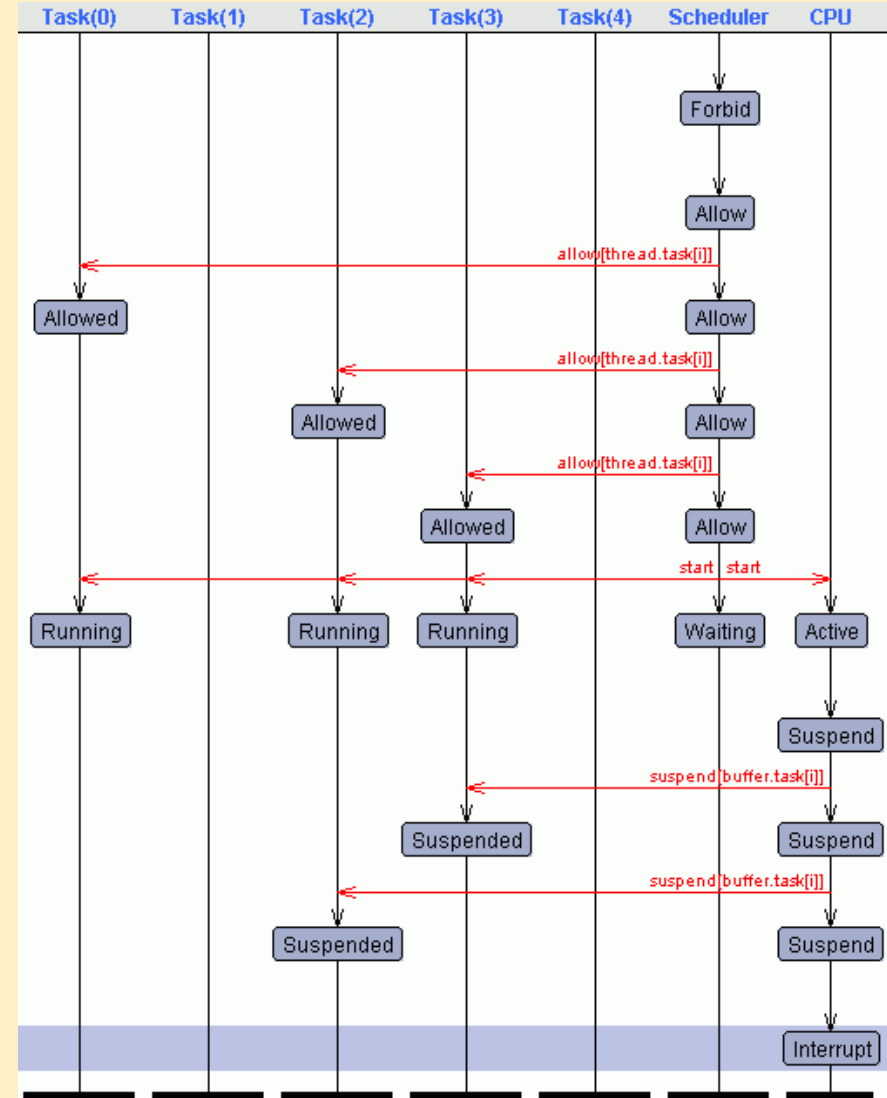 Task(0) Task(1) Task(2) Task(3) Task(4) Scheduler CPU
Forbid
Allow
allow[thread.task[i]]
Allowed Allow
allow[thread.task[i]]
Allowed Allow
allow[thread.task[i]]
Allowed Allow
start start
Running Running Running Waiting Active
Suspend
suspend[buffer.task[i]]
Suspended Suspend
suspend[buffer.task[i]]
Suspended Suspend
Interrupt